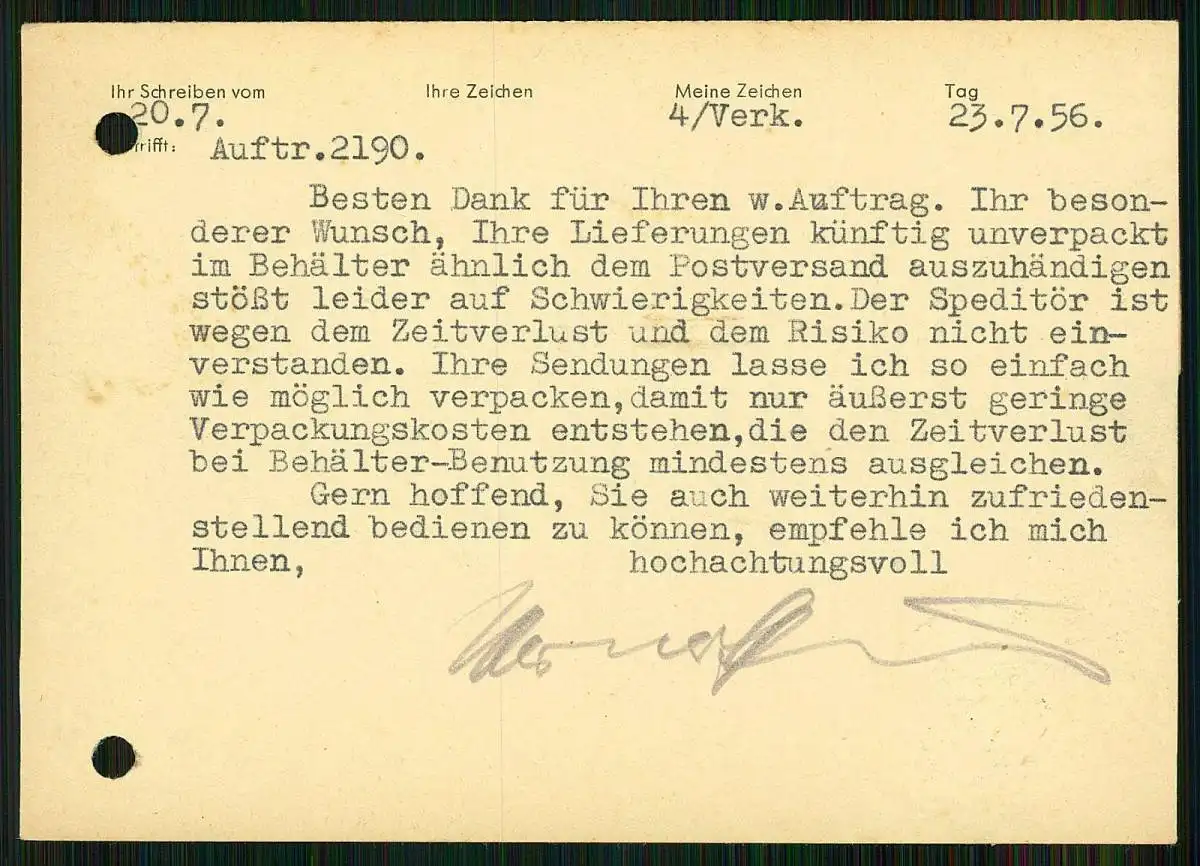 Ihr Schreiben vom Ihre Zeichen Meine Zeichen Tag
20.7. 4/Verk. 23.7.56.
Auftr.2190.
Besten Dank für Ihren w.Auftrag. Ihr beson-
derer Wunsch, Ihre Lieferungen künftig unverpackt
im Behälter ähnlich dem Postversand auszuhändigen
stößt leider auf Schwierigkeiten.Der Speditör ist
wegen dem Zeitverlust und dem Risiko nicht ein-
verstanden. Ihre Sendungen lasse ich so einfach
wie möglich verpacken,damit nur äußerst geringe
Verpackungskosten entstehen,die den Zeitverlust
bei Behälter-Benutzung mindestens ausgleichen.
Gern hoffend, Sie auch weiterhin zufrieden-
stellend bedienen zu können, empfehle ich mich
Ihnen, hochachtungsvoll